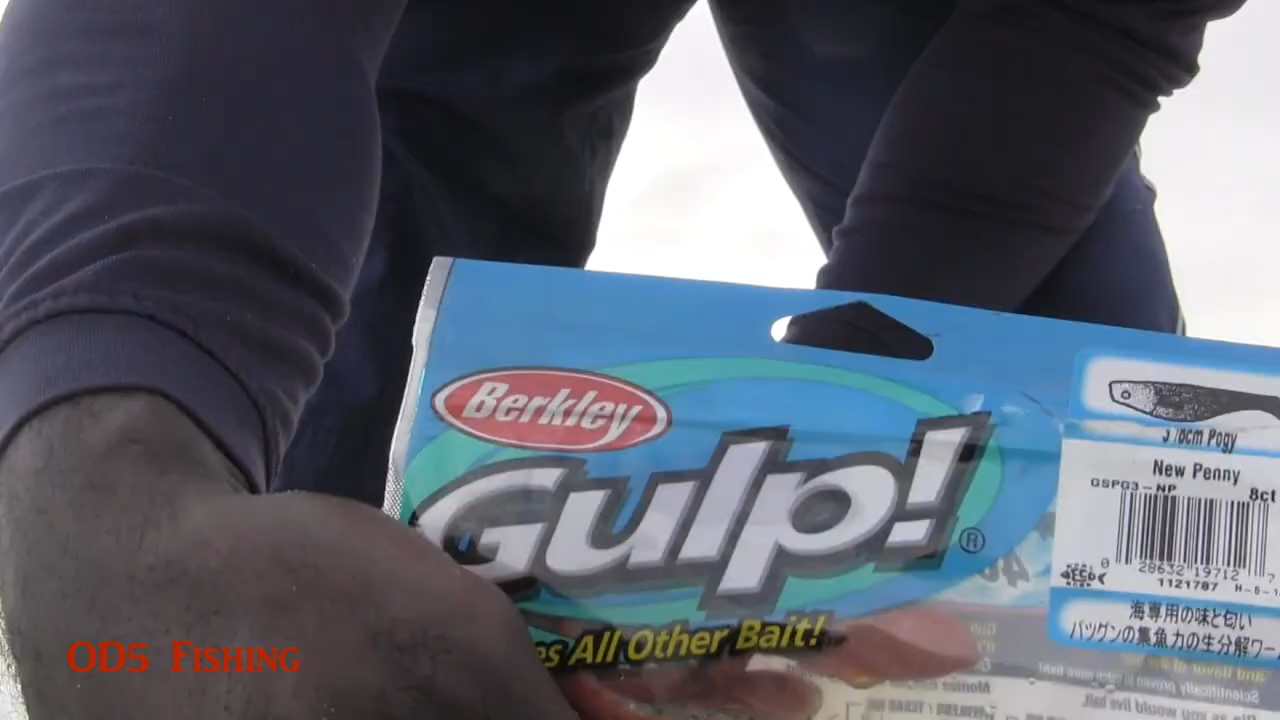 Berkley
Gulp!
®
es All Other Bait!
3"/8cm Pogy
New Penny
GSPG3-NP
8ct
0 28632 19712 7
1121787
海専用の味と匂い
バツグンの集魚力の生分解ワー
OD5 Fishing